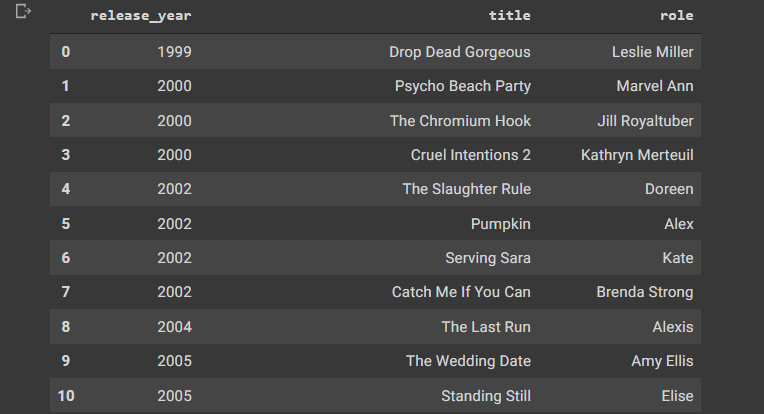 release_year title role
0 1999 Drop Dead Gorgeous Leslie Miller
1 2000 Psycho Beach Party Marvel Ann
2 2000 The Chromium Hook Jill Royaltuber
3 2000 Cruel Intentions 2 Kathryn Merteuil
4 2002 The Slaughter Rule Doreen
5 2002 Pumpkin Alex
6 2002 Serving Sara Kate
7 2002 Catch Me If You Can Brenda Strong
8 2004 The Last Run Alexis
9 2005 The Wedding Date Amy Ellis
10 2005 Standing Still Elise